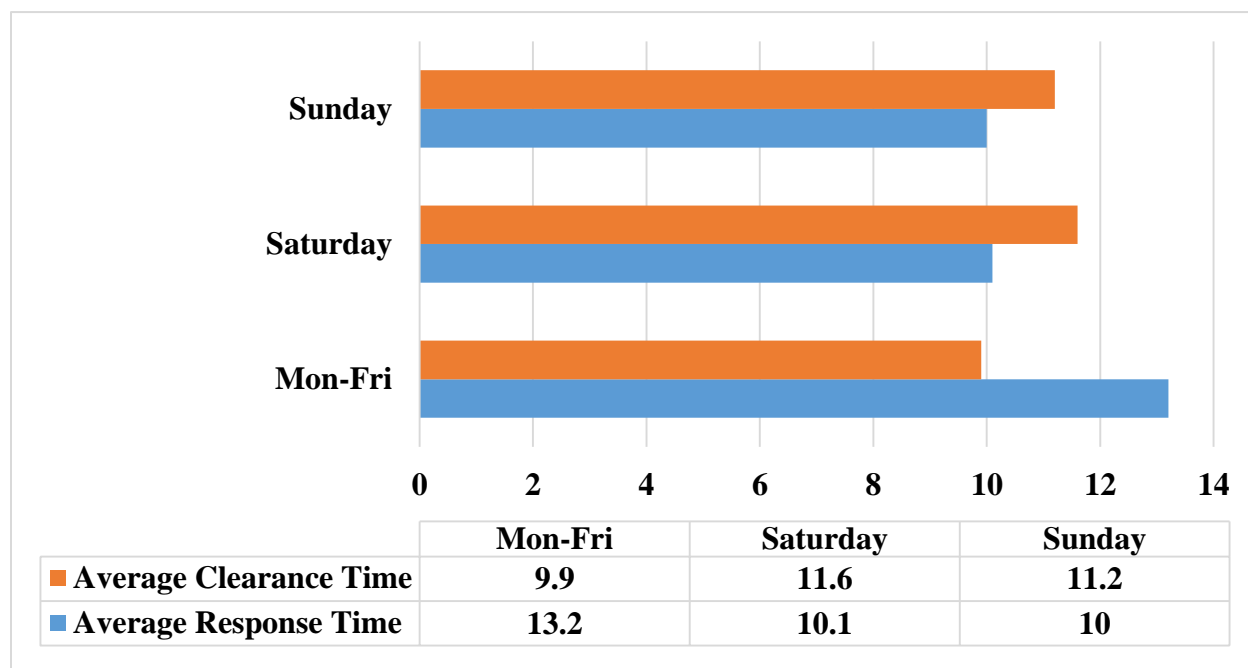 Sunday
Saturday
Mon-Fri
0 2 4 6 8 10 12 14
Mon-Fri Saturday Sunday
Average Clearance Time 9.9 11.6 11.2
Average Response Time 13.2 10.1 10